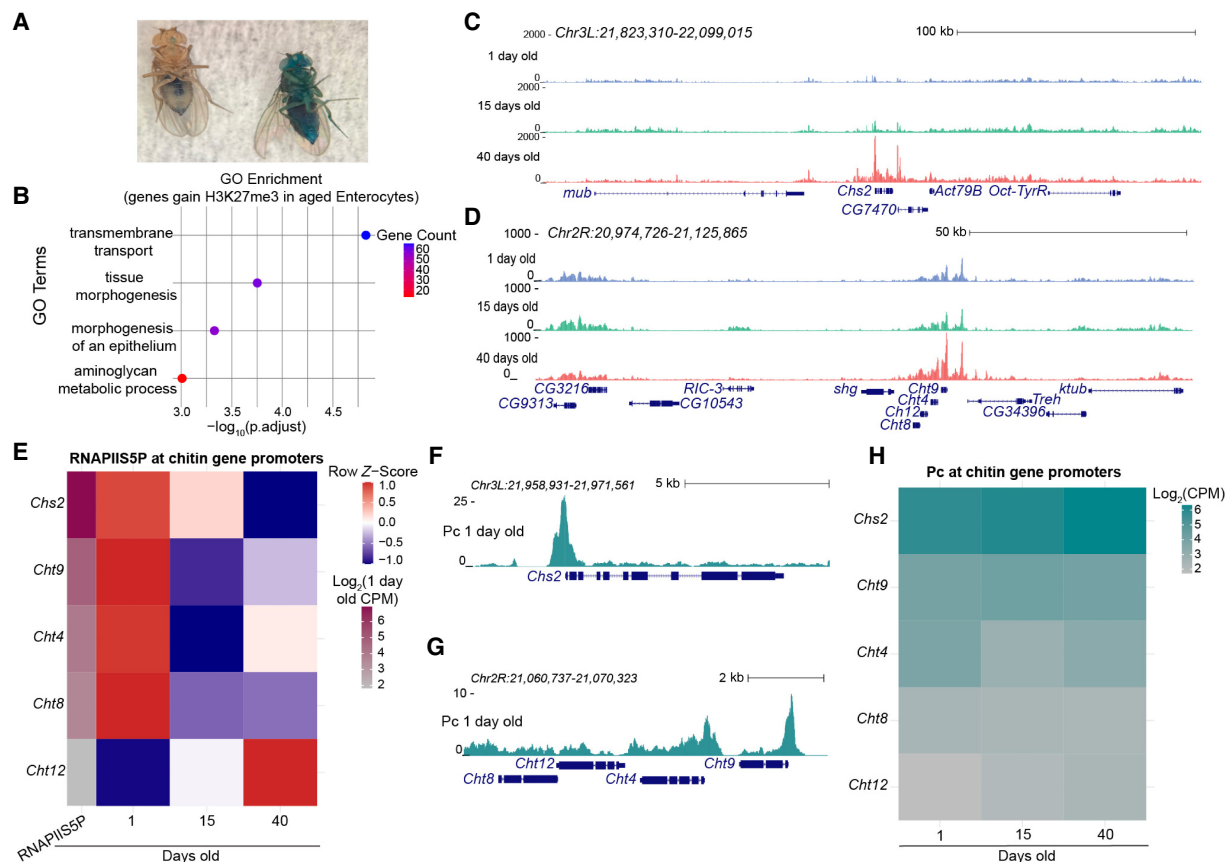 A
B
GO Enrichment
(genes gain H3K27me3 in aged Enterocytes)
GO Terms
transmembrane
transport
tissue
morphogenesis
morphogenesis
of an epithelium
aminoglycan
metabolic process
3.0 3.5 4.0 4.5
−log10(p.adjust)
Gene Count
60
50
40
30
20
C
2000 - Chr3L:21,823,310-22,099,015
100 kb
1 day old
0
2000 -
15 days old
0
2000 -
40 days old
0
mub
Chs2
Act79B
Oct-TyrR
CG7470
D
1000 - Chr2R:20,974,726-21,125,865
50 kb
1 day old
0
1000 -
15 days old
0
1000 -
40 days old
0
CG3216
RIC-3
shg
Cht9
ktub
CG9313
CG10543
Cht4
Treh
Ch12
CG34396
Cht8
E
RNAPIIS5P at chitin gene promoters
Chs2
Cht9
Cht4
Cht8
Cht12
RNAPIIS5P 1 15 40
Days old
Row Z−Score
1.0
0.5
0.0
−0.5
−1.0
Log2(1 day
old CPM)
6
5
4
3
2
F
Chr3L:21,958,931-21,971,561
5 kb
25 -
Pc 1 day old
0
Chs2
G
Chr2R:21,060,737-21,070,323
2 kb
10 -
Pc 1 day old
0
Cht12
Cht9
Cht8
Cht4
H
Pc at chitin gene promoters
Chs2
Cht9
Cht4
Cht8
Cht12
1 15 40
Days old
Log2(CPM)
6
5
4
3
2